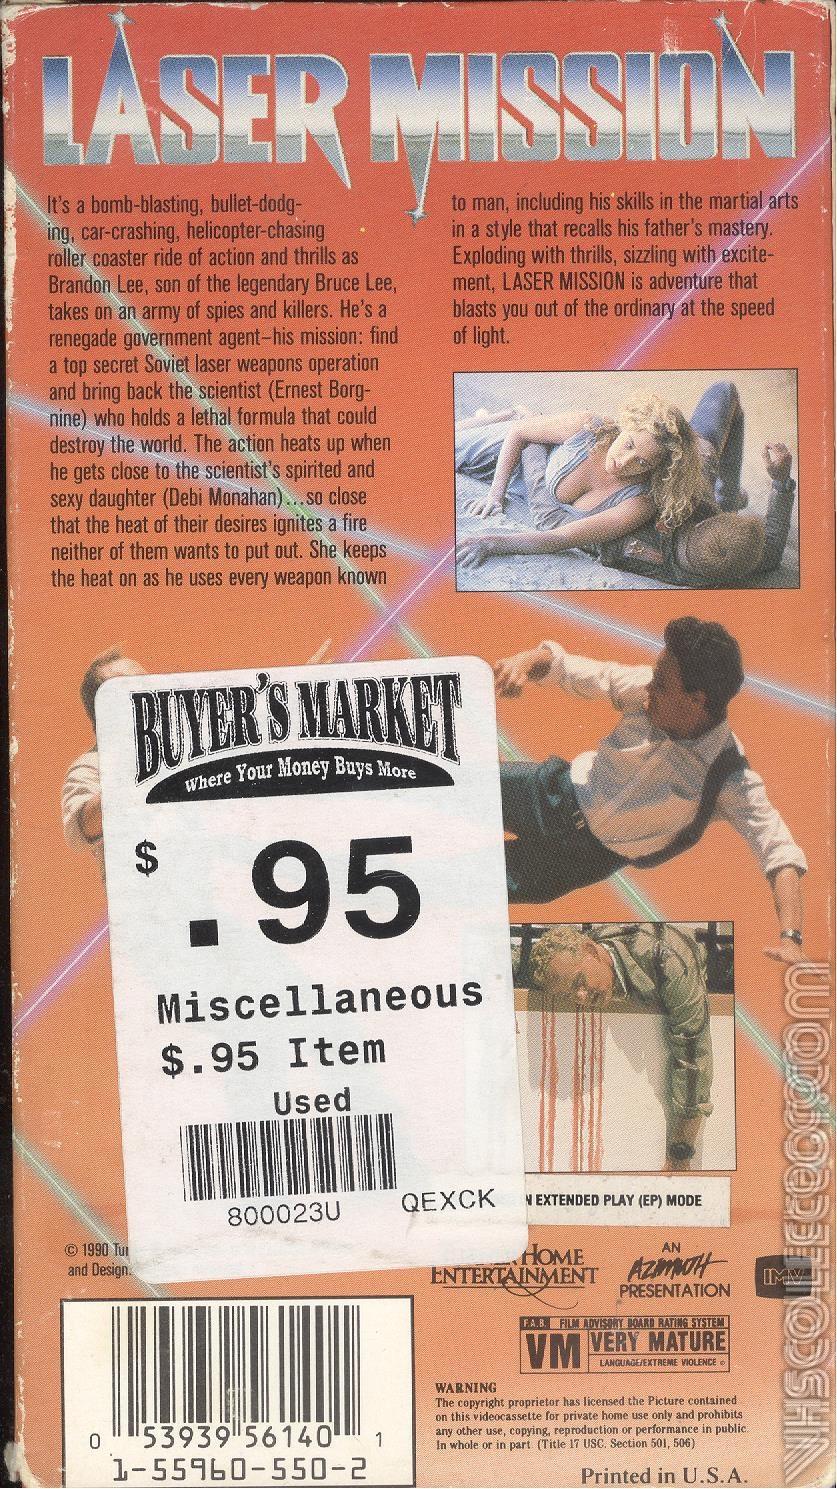 LASER MISSION
It's a bomb-blasting, bullet-dodg-
ing, car-crashing, helicopter-chasing
roller coaster ride of action and thrills as
Brandon Lee, son of the legendary Bruce Lee,
takes on an army of spies and killers. He's a
renegade government agent–his mission: find
a top secret Soviet laser weapons operation
and bring back the scientist (Ernest Borg-
nine) who holds a lethal formula that could
destroy the world. The action heats up when
he gets close to the scientist's spirited and
sexy daughter (Debi Monahan)...so close
that the heat of their desires ignites a fire
neither of them wants to put out. She keeps
the heat on as he uses every weapon known
to man, including his skills in the martial arts
in a style that recalls his father's mastery.
Exploding with thrills, sizzling with excite-
ment, LASER MISSION is adventure that
blasts you out of the ordinary at the speed
of light.
BUYER'S MARKET
Where Your Money Buys More
$ .95
Miscellaneous
$.95 Item
Used
800023U QEXCK
EXTENDED PLAY (EP) MODE
© 1990
and Design.
HOME
ENTERTAINMENT
AN
AZIMUTH
PRESENTATION
IMV
F.A.B. FILM ADVISORY BOARD RATING SYSTEM
VM VERY MATURE
LANGUAGE/EXTREME VIOLENCE
WARNING
The copyright proprietor has licensed the Picture contained
on this videocassette for private home use only and prohibits
any other use, copying, reproduction or performance in public
In whole or in part (Title 17 USC. Section 501, 506)
Printed in U.S.A.
0 53939 56140 1
1-55960-550-2
VHSCOLLECTOR.COM